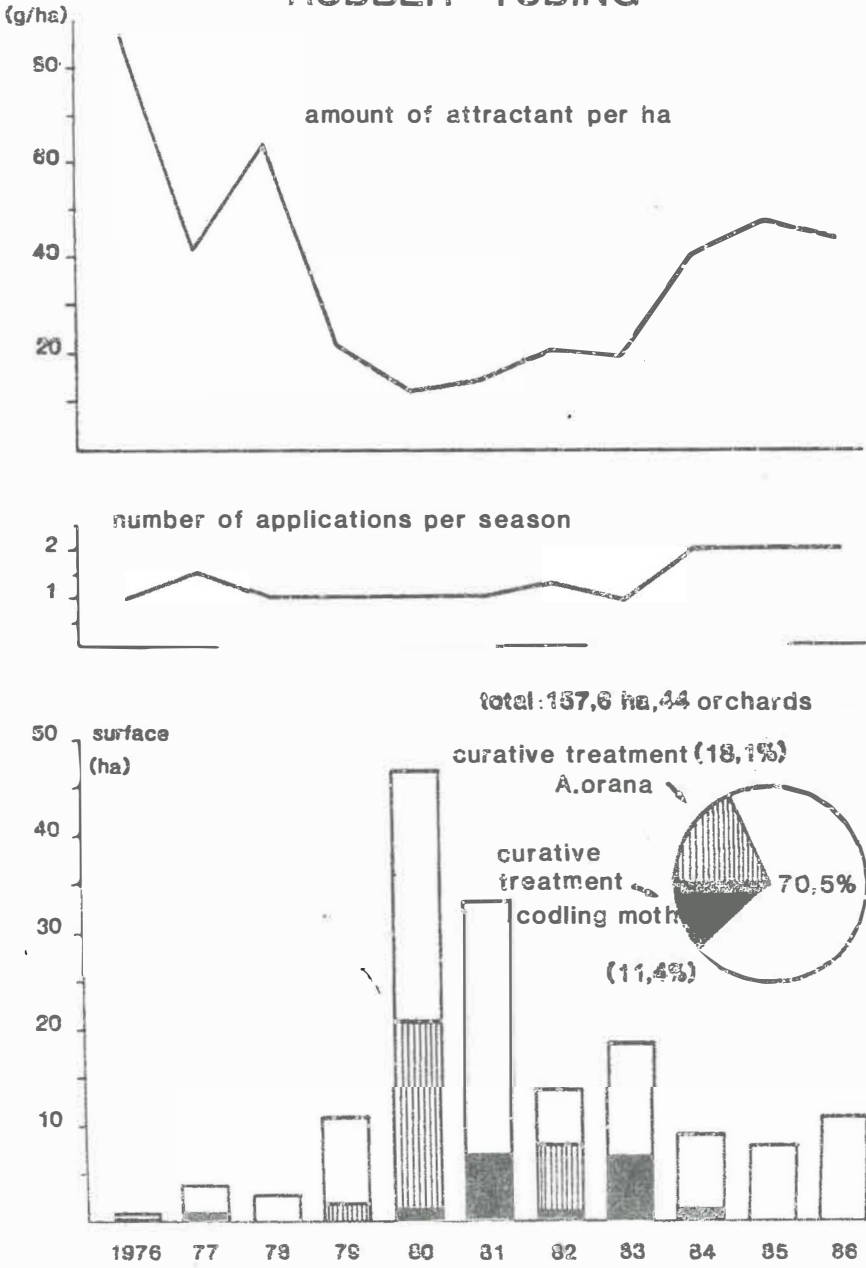 RUBBER TUBING
(g/ha)
80
60
40
20
amount of attractant per ha
number of applications per season
2
1
total:157,6 ha,44 orchards
50
surface
(ha)
40
30
20
10
curative treatment (18,1%)
A.orana
curative
treatment
codling moth
(11,4%)
70,5%
1976 77 78 79 80 81 82 83 84 85 86